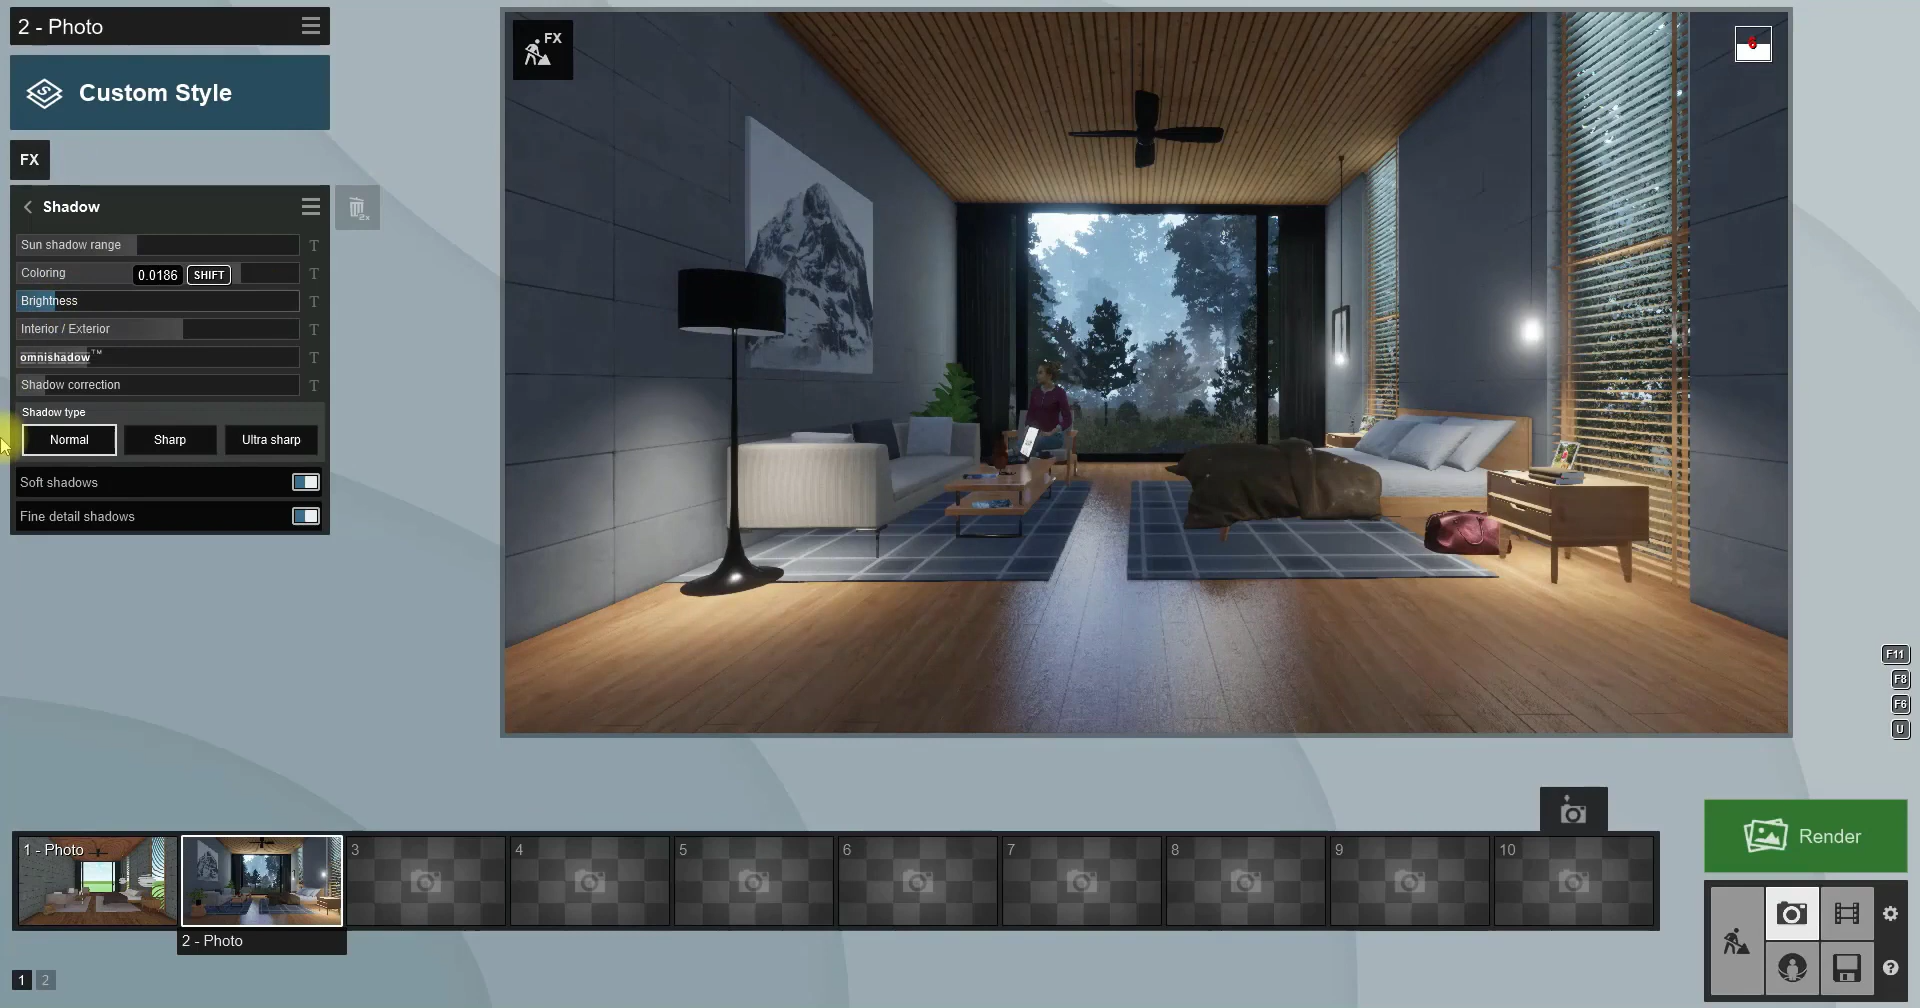 2 - Photo
Custom Style
FX
Shadow
2x
Sun shadow range
T
Coloring
0.0186
SHIFT
T
Brightness
T
Interior / Exterior
T
omnishadow™
T
Shadow correction
T
Shadow type
Normal
Sharp
Ultra sharp
Soft shadows
Fine detail shadows
FX
6
F11
F8
F6
U
Render
1 - Photo
3
4
5
6
7
8
9
10
2 - Photo
1
2
?